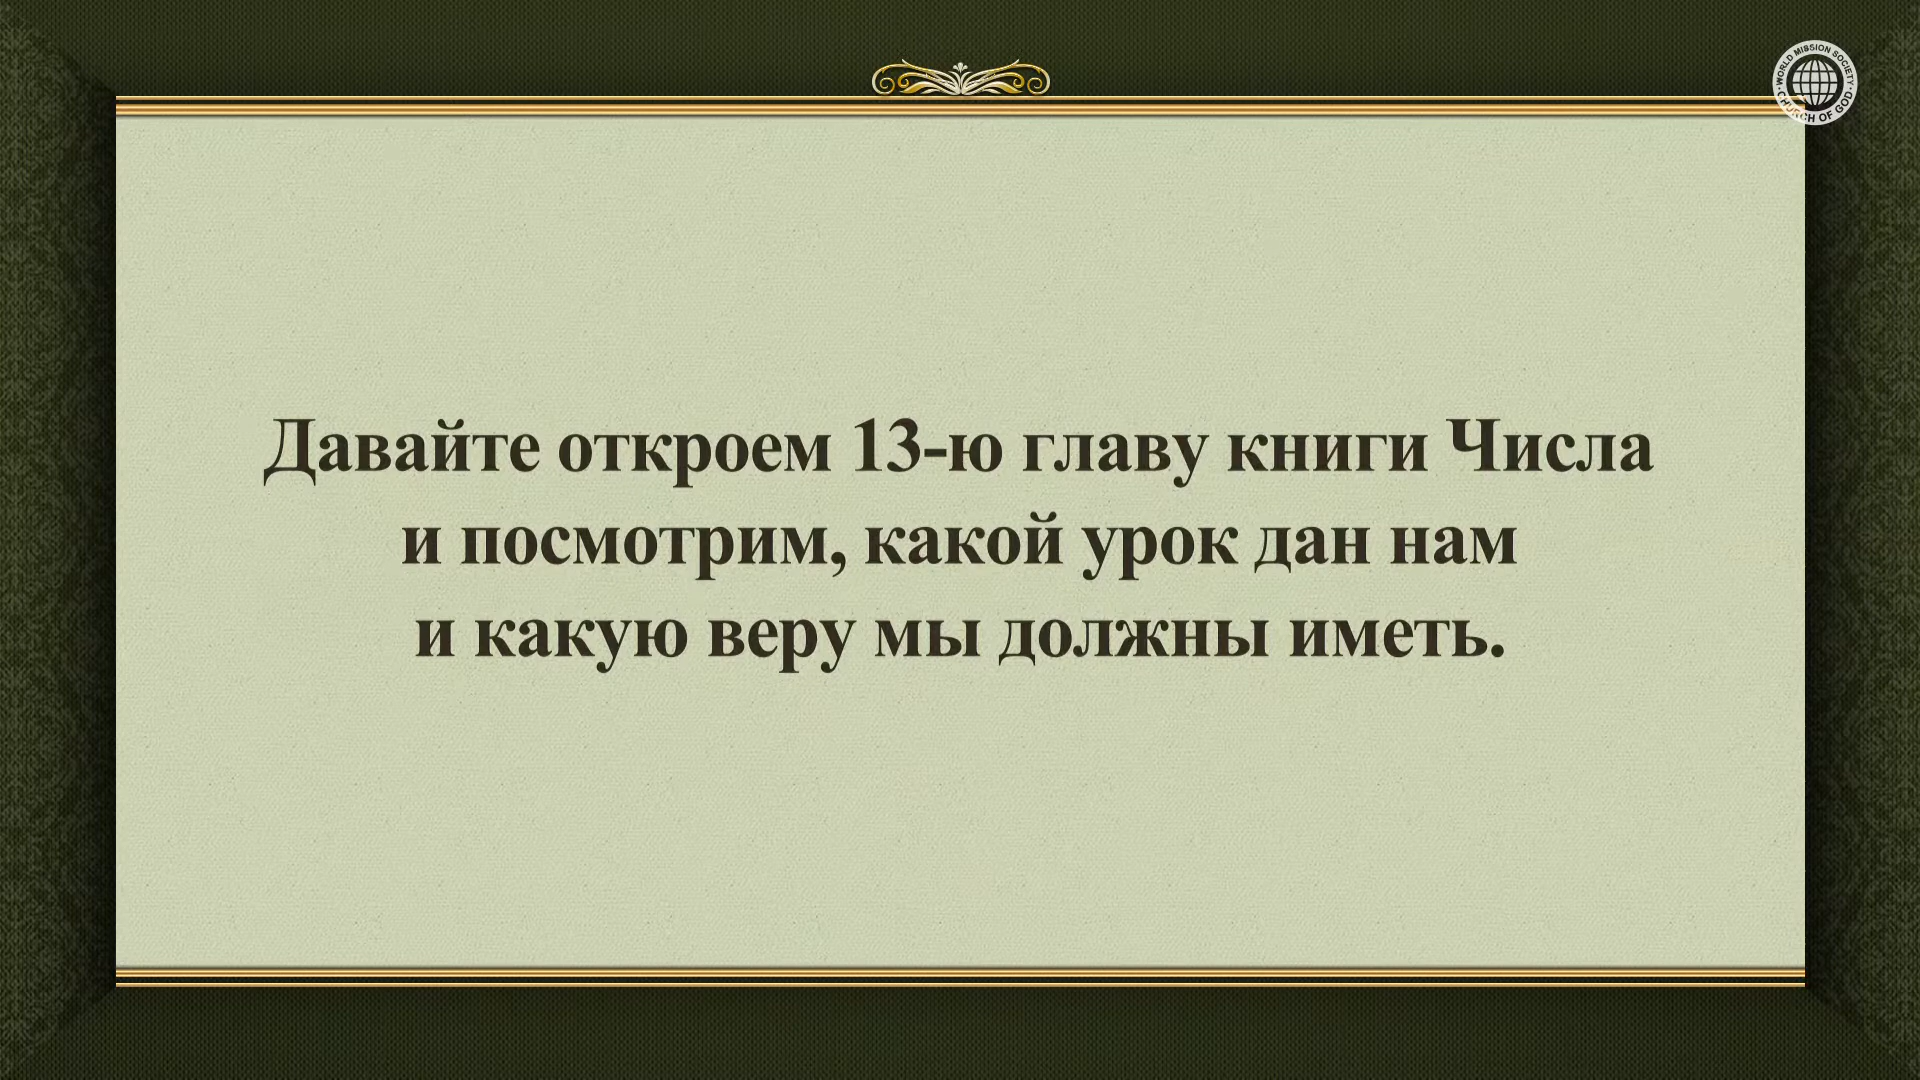 WORLD MISSION SOCIETY
CHURCH OF GOD
Давайте откроем 13-ю главу книги Числа
и посмотрим, какой урок дан нам
и какую веру мы должны иметь.